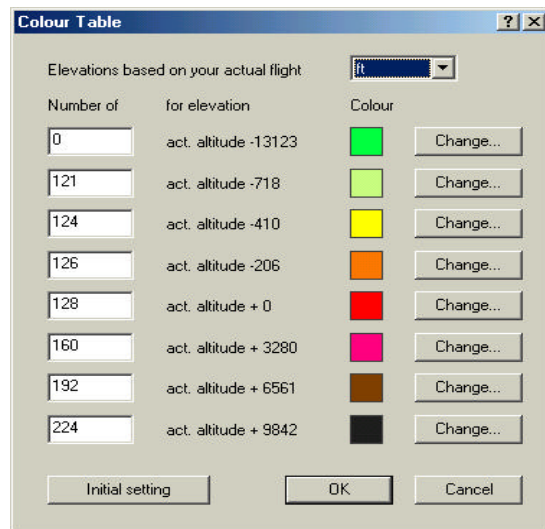 Colour Table
Elevations based on your actual flight ft
Number of for elevation Colour
0 act. altitude -13123 Change...
121 act. altitude -718 Change...
124 act. altitude -410 Change...
126 act. altitude -206 Change...
128 act. altitude + 0 Change...
160 act. altitude + 3280 Change...
192 act. altitude + 6561 Change...
224 act. altitude + 9842 Change...
Initial setting OK Cancel